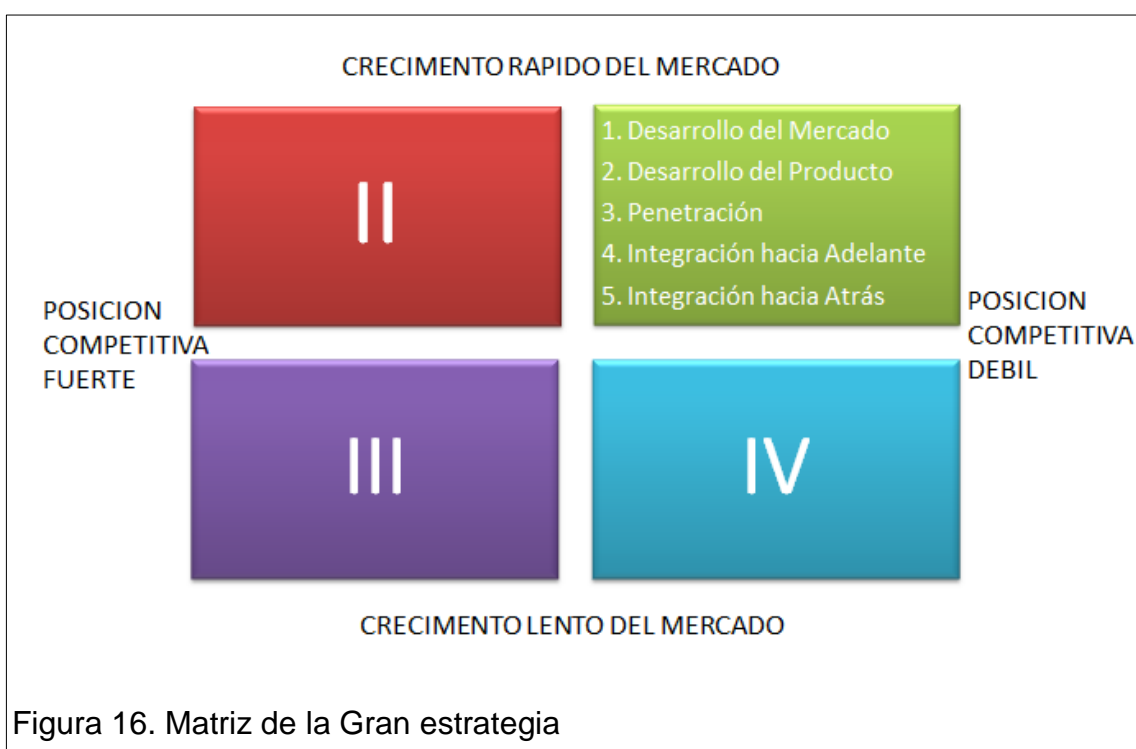 CRECIMENTO RAPIDO DEL MERCADO
II
1. Desarrollo del Mercado
2. Desarrollo del Producto
3. Penetración
4. Integración hacia Adelante
5. Integración hacia Atrás
POSICION
COMPETITIVA
FUERTE
POSICION
COMPETITIVA
DEBIL
III
IV
CRECIMENTO LENTO DEL MERCADO
Figura 16. Matriz de la Gran estrategia